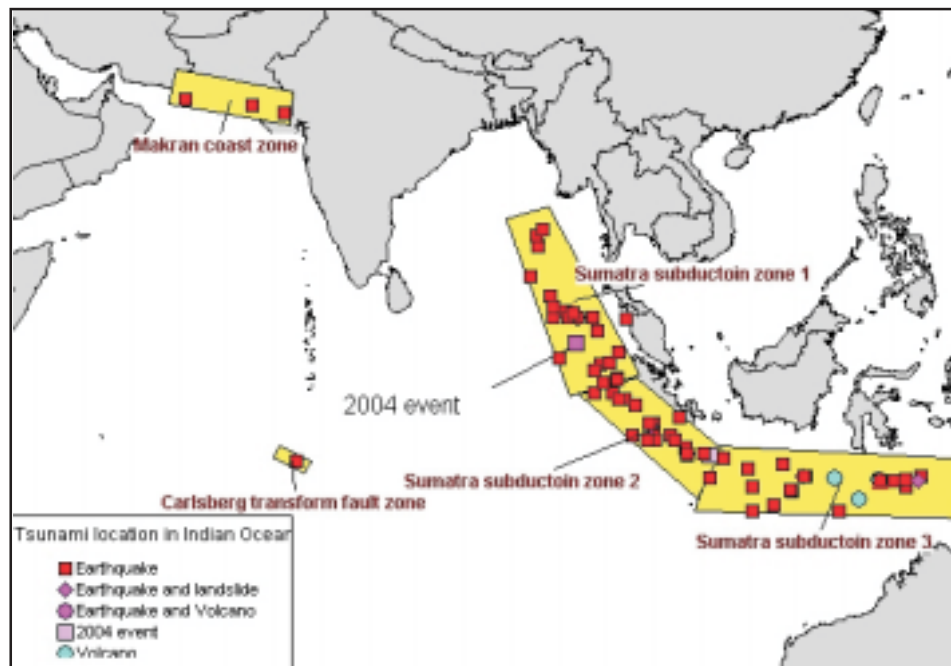 Makran coast zone
Sumatra subductoin zone 1
2004 event
Sumatra subductoin zone 2
Carlsberg transform fault zone
Sumatra subductoin zone 3
Tsunami location in Indian Ocean
Earthquake
Earthquake and landslide
Earthquake and Volcano
2004 event
Volcano